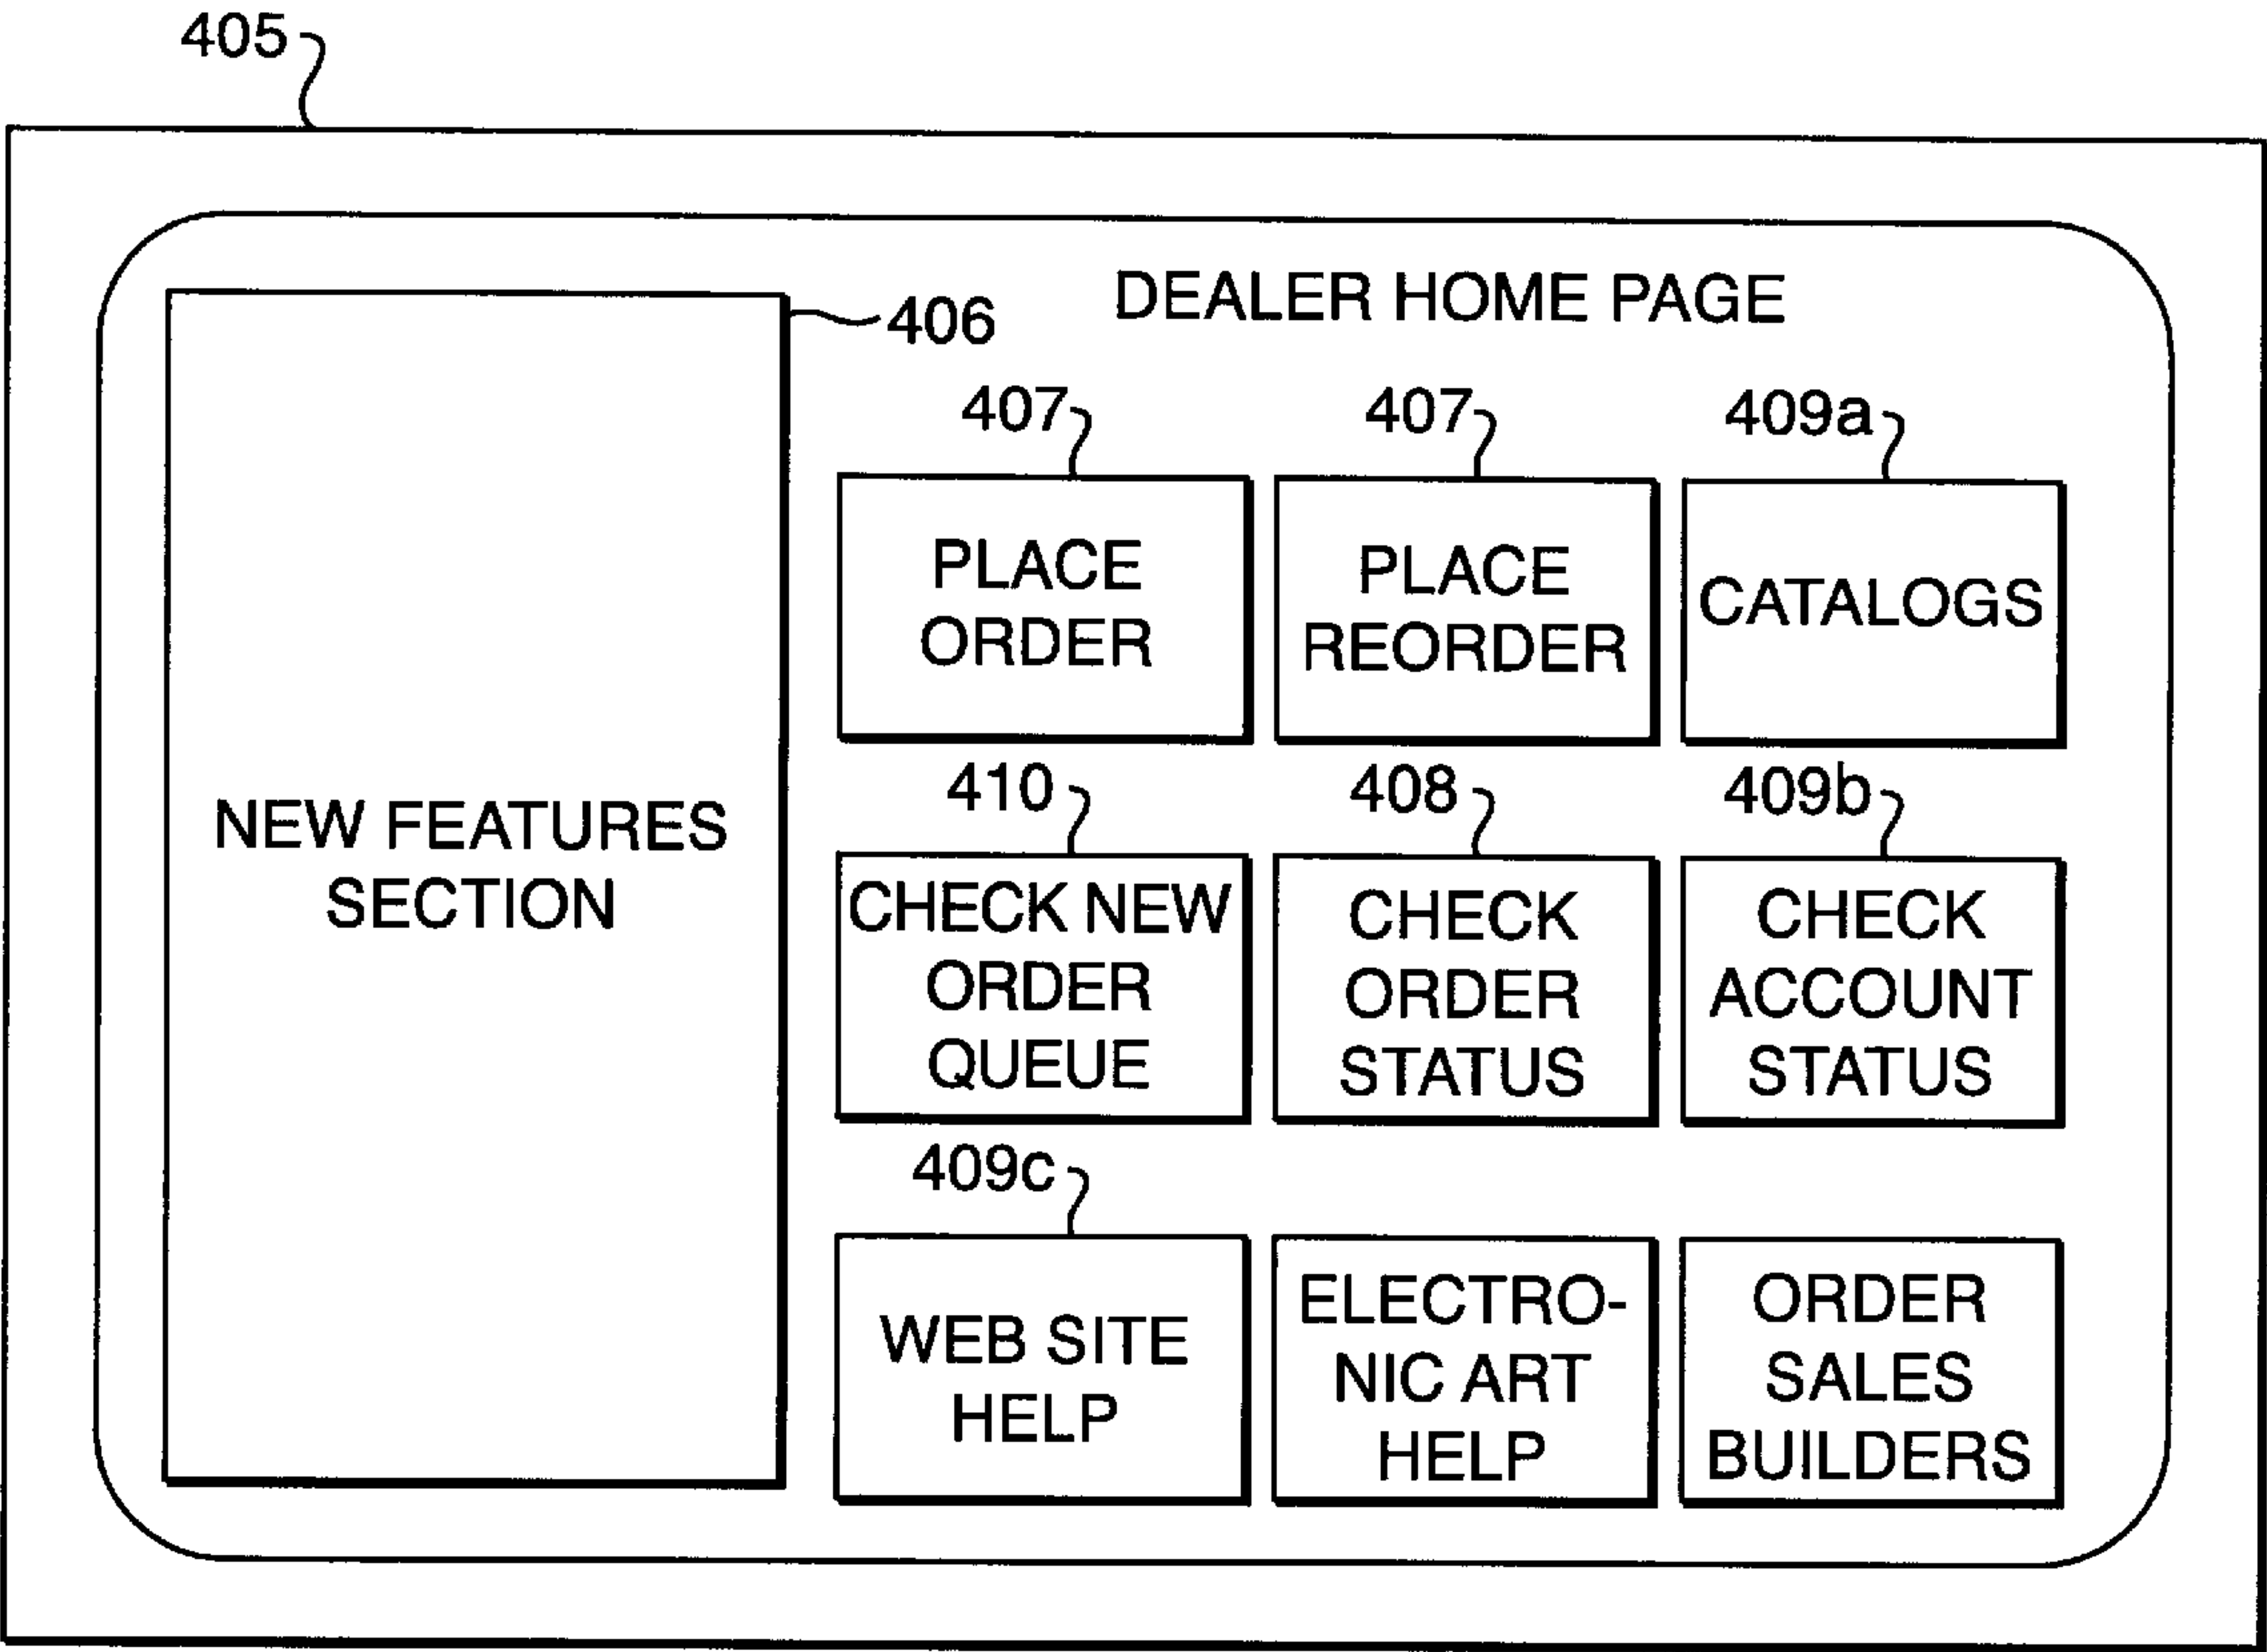 405
DEALER HOME PAGE
406
NEW FEATURES
SECTION
407
PLACE
ORDER
407
PLACE
REORDER
409a
CATALOGS
410
CHECK NEW
ORDER
QUEUE
408
CHECK
ORDER
STATUS
409b
CHECK
ACCOUNT
STATUS
409c
WEB SITE
HELP
ELECTRO-
NIC ART
HELP
ORDER
SALES
BUILDERS